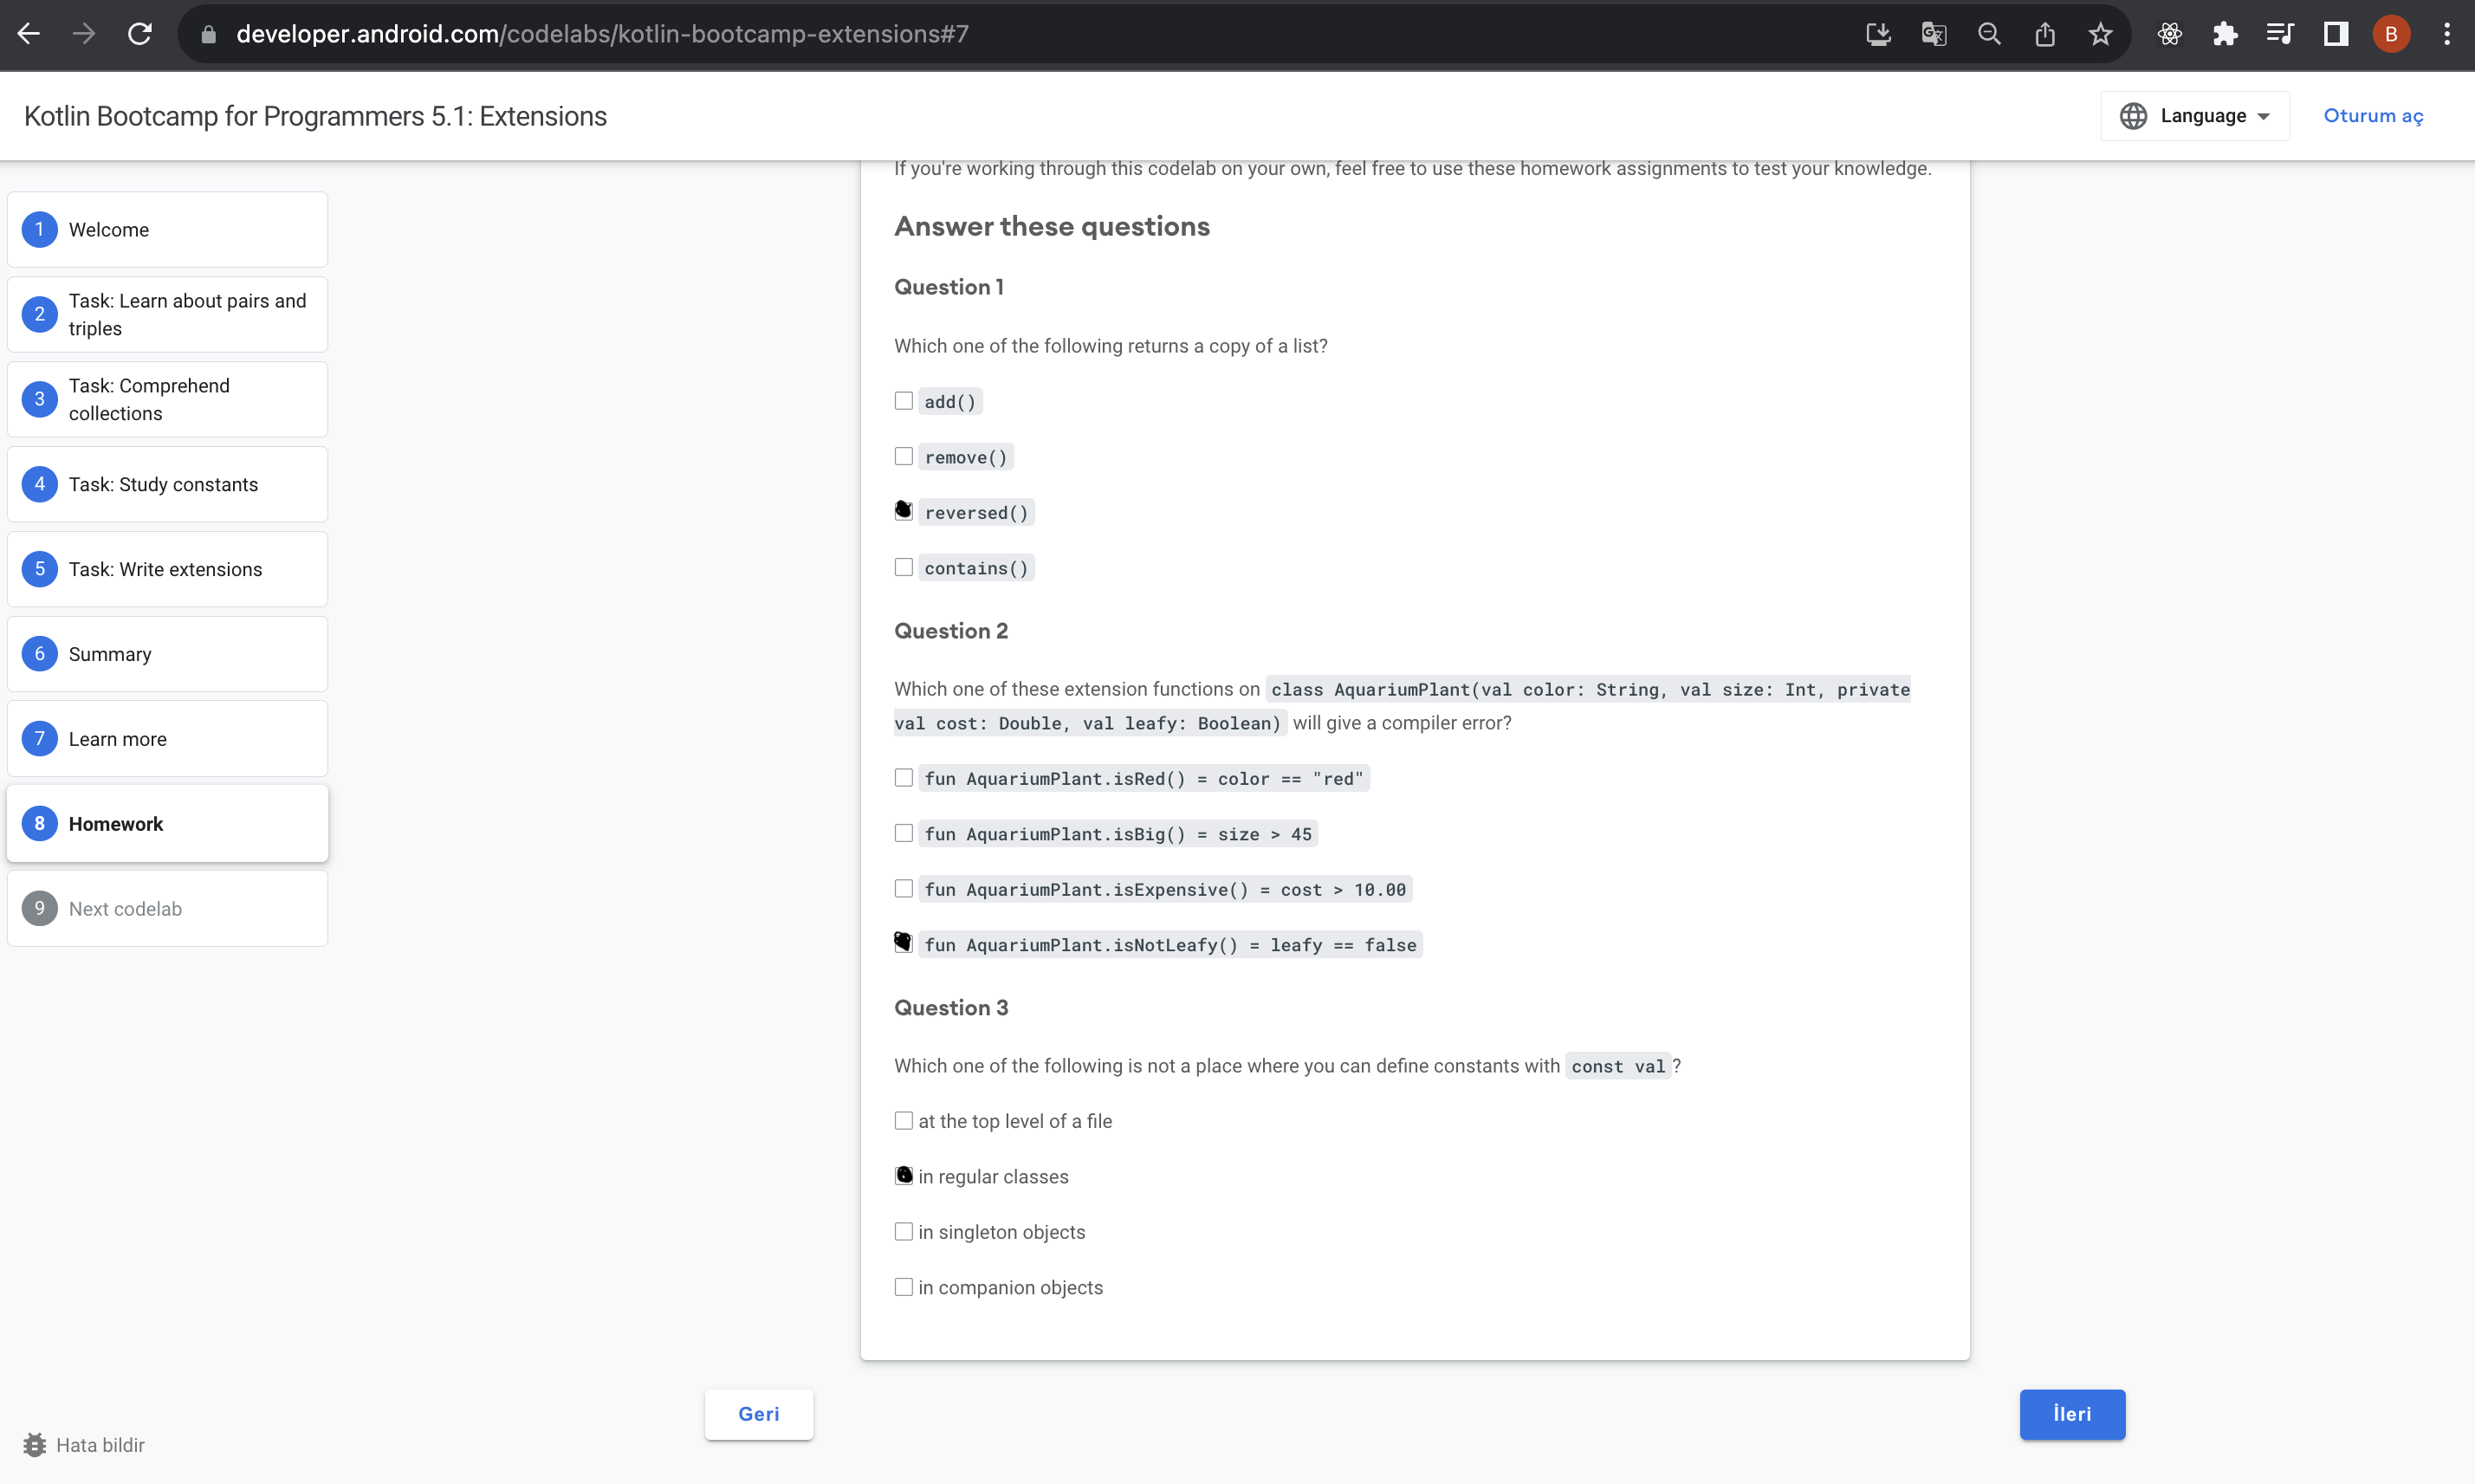 developer.android.com/codelabs/kotlin-bootcamp-extensions#7
B
Kotlin Bootcamp for Programmers 5.1: Extensions
Language
Oturum aç
1 Welcome
2 Task: Learn about pairs and
triples
3 Task: Comprehend
collections
4 Task: Study constants
5 Task: Write extensions
6 Summary
7 Learn more
8 Homework
9 Next codelab
If you're working through this codelab on your own, feel free to use these homework assignments to test your knowledge.
Answer these questions
Question 1
Which one of the following returns a copy of a list?
add()
remove()
reversed()
contains()
Question 2
Which one of these extension functions on class AquariumPlant(val color: String, val size: Int, private
val cost: Double, val leafy: Boolean) will give a compiler error?
fun AquariumPlant.isRed() = color == "red"
fun AquariumPlant.isBig() = size > 45
fun AquariumPlant.isExpensive() = cost > 10.00
fun AquariumPlant.isNotLeafy() = leafy == false
Question 3
Which one of the following is not a place where you can define constants with const val?
at the top level of a file
in regular classes
in singleton objects
in companion objects
Geri
İleri
Hata bildir